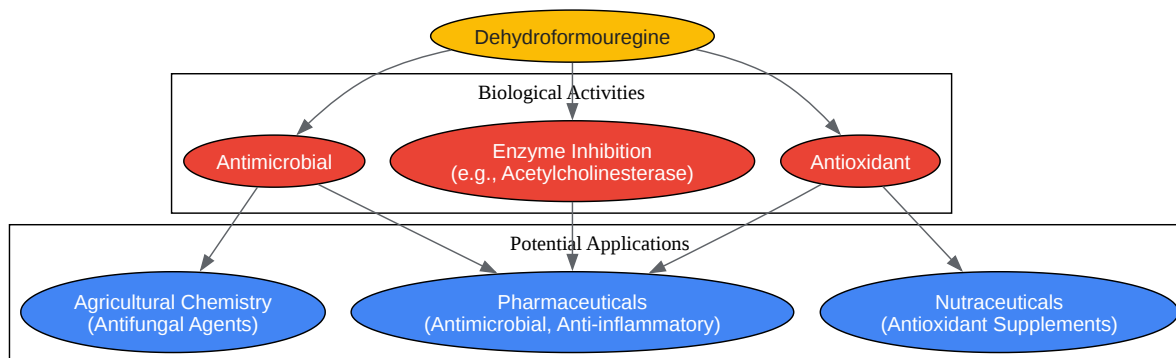 Dehydroformouregine
Biological Activities
Antimicrobial
Enzyme Inhibition
(e.g., Acetylcholinesterase)
Antioxidant
Potential Applications
Agricultural Chemistry
(Antifungal Agents)
Pharmaceuticals
(Antimicrobial, Anti-inflammatory)
Nutraceuticals
(Antioxidant Supplements)